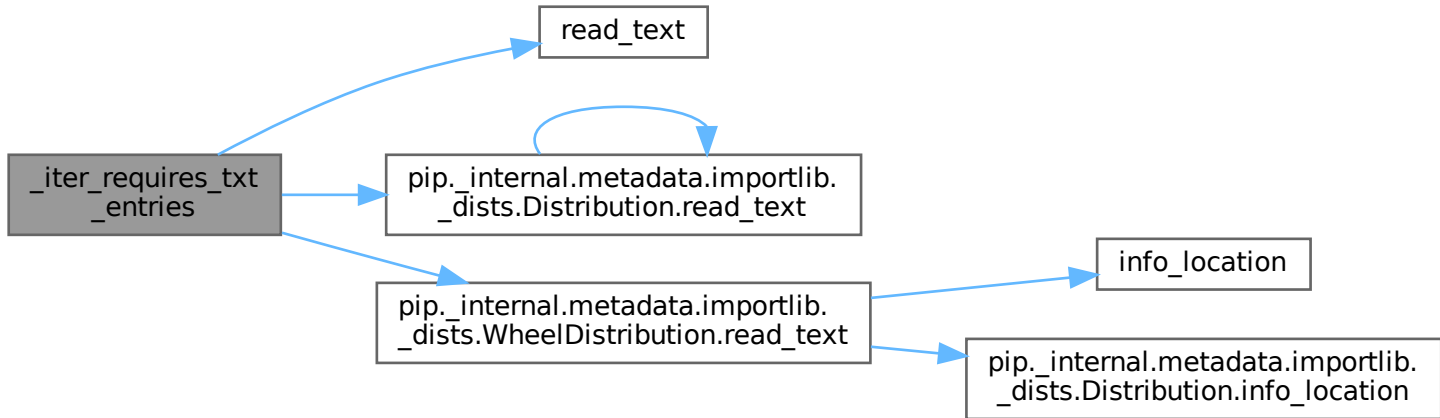 read_text
_iter_requires_txt
_entries
pip._internal.metadata.importlib.
_dists.Distribution.read_text
pip._internal.metadata.importlib.
_dists.WheelDistribution.read_text
info_location
pip._internal.metadata.importlib.
_dists.Distribution.info_location